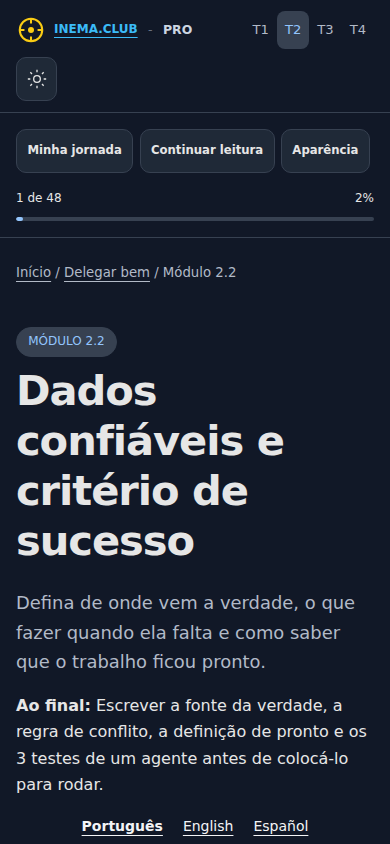 INEMA.CLUB - PRO T1 T2 T3 T4
Minha jornada Continuar leitura Aparência
1 de 48 2%
Início / Delegar bem / Módulo 2.2
MÓDULO 2.2
Dados
confiáveis e
critério de
sucesso
Defina de onde vem a verdade, o que
fazer quando ela falta e como saber
que o trabalho ficou pronto.
Ao final: Escrever a fonte da verdade, a
regra de conflito, a definição de pronto e os
3 testes de um agente antes de colocá-lo
para rodar.
Português English Español